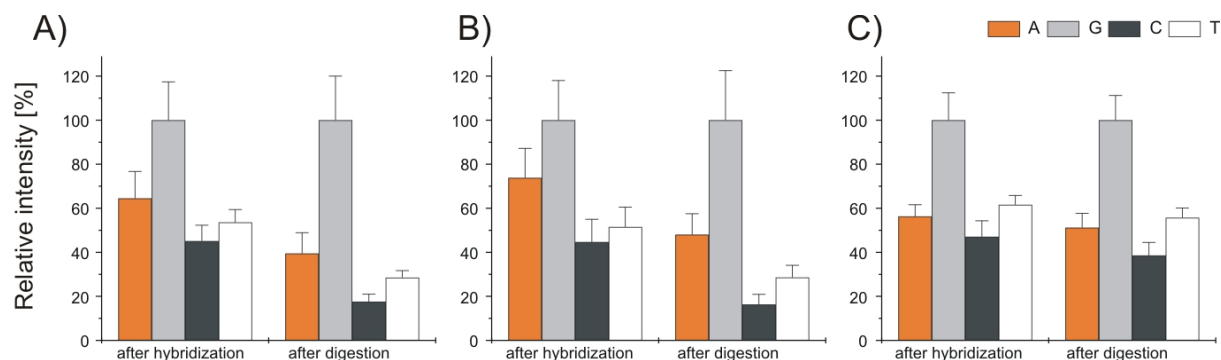 A)
B)
C)
A G C T
Relative intensity [%]
120 120 120
100 100 100
80 80 80
60 60 60
40 40 40
20 20 20
0 0 0
after hybridization after digestion after hybridization after digestion after hybridization after digestion